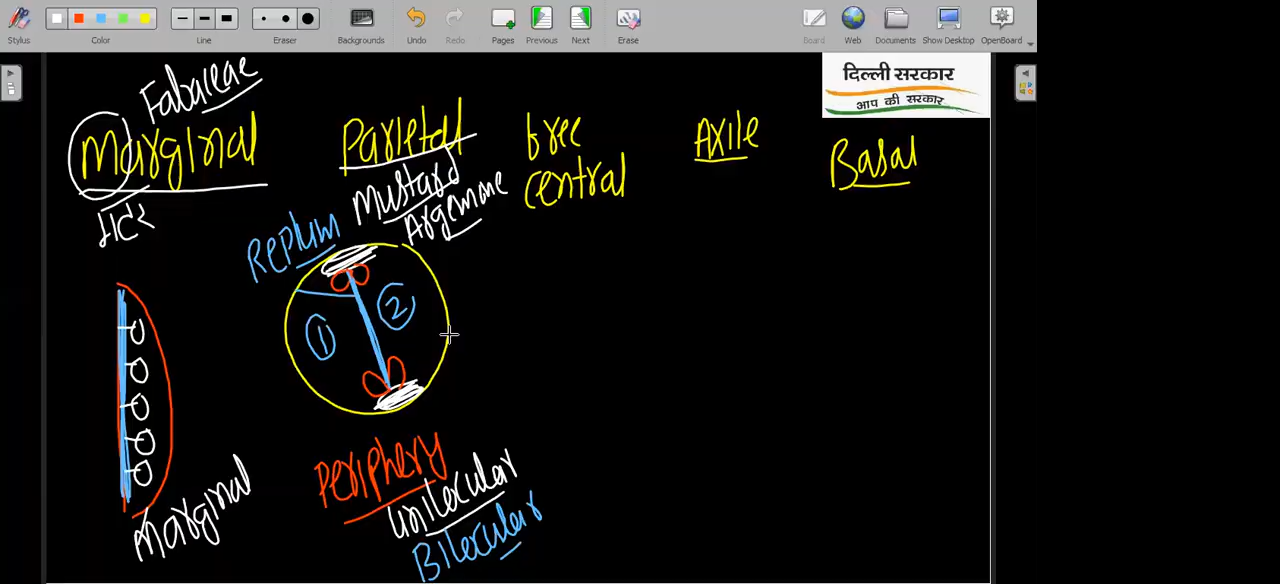 Stylus
Color
Line
Eraser
Backgrounds
Undo
Redo
Pages
Previous
Next
Erase
Board
Web
Documents
Show Desktop
OpenBoard
दिल्ली सरकार
आप की सरकार
Fabaceae
Marginal
Parietal
Free
central
Axile
Basal
मटर
Mustard
Argemone
Replum
1
2
Periphery
Unilocular
Bilocular
Marginal